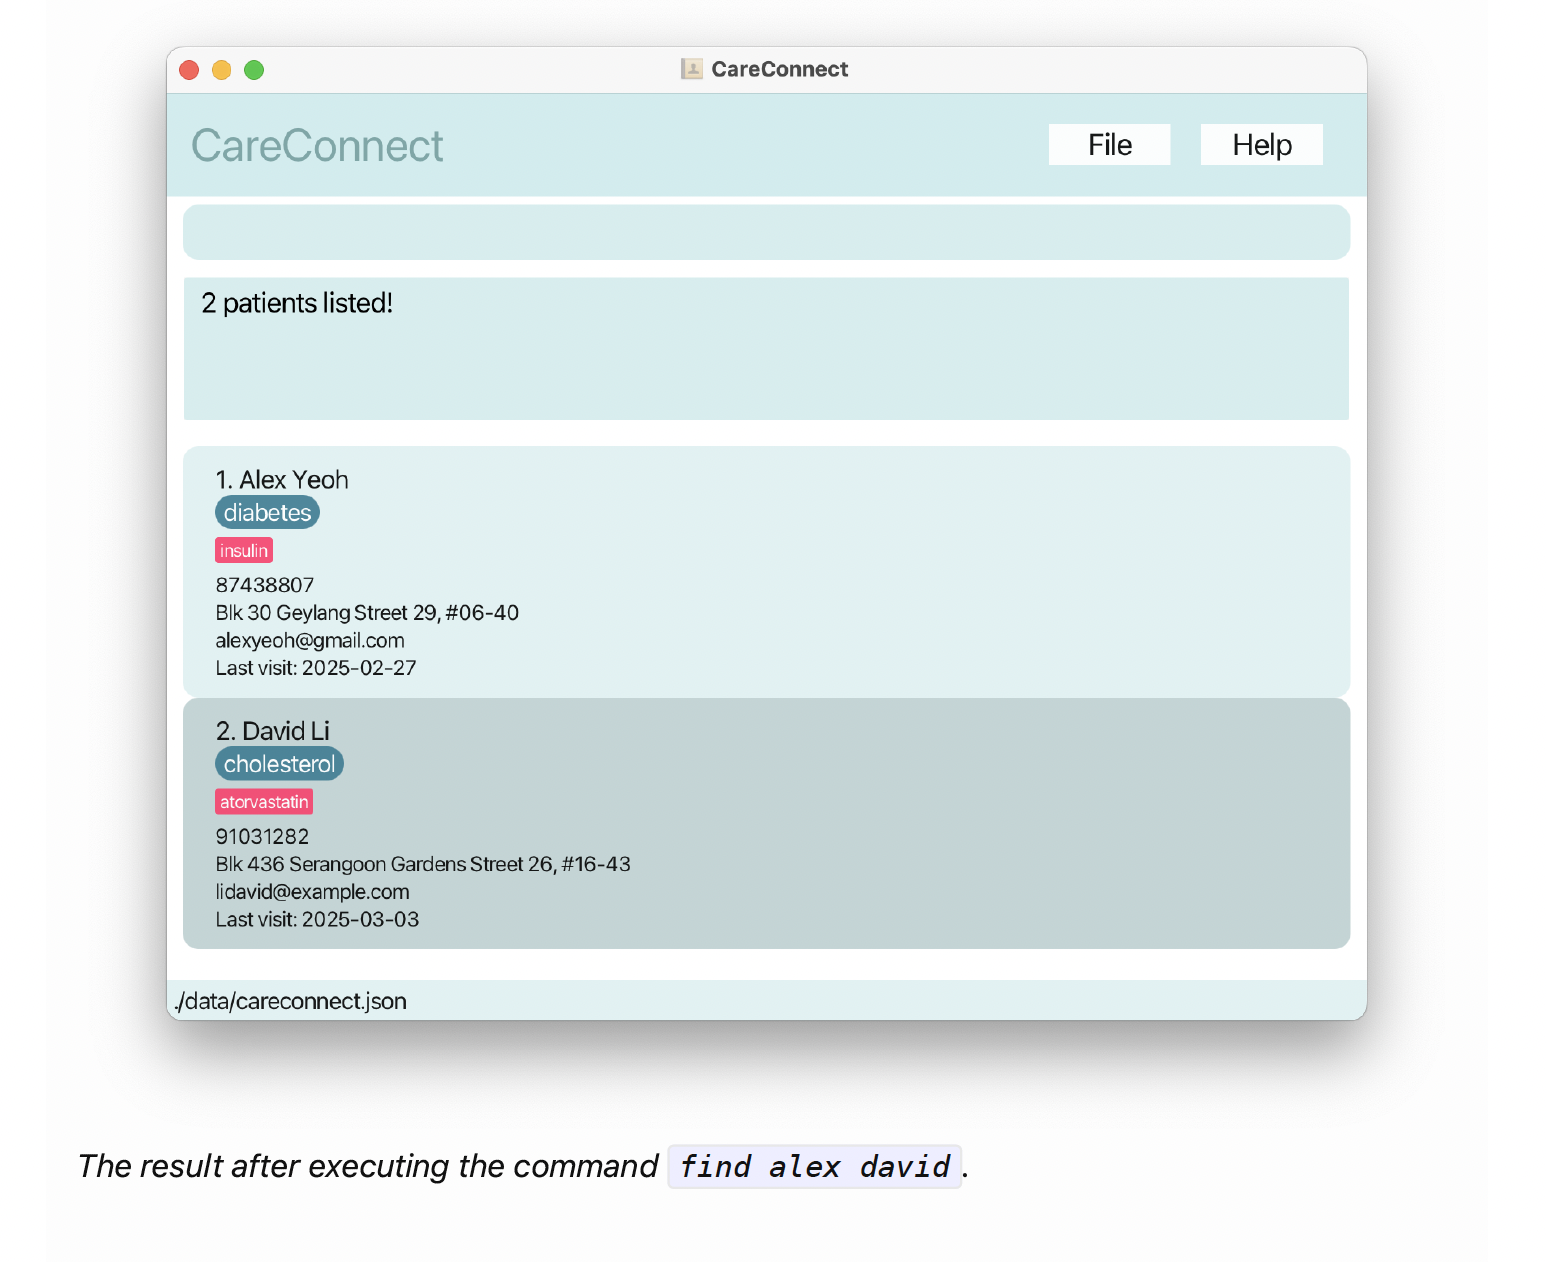 CareConnect
CareConnect
File
Help
2 patients listed!
1. Alex Yeoh
diabetes
insulin
87438807
Blk 30 Geylang Street 29, #06-40
alexyeoh@gmail.com
Last visit: 2025-02-27
2. David Li
cholesterol
atorvastatin
91031282
Blk 436 Serangoon Gardens Street 26, #16-43
lidavid@example.com
Last visit: 2025-03-03
./data/careconnect.json
The result after executing the command find alex david.